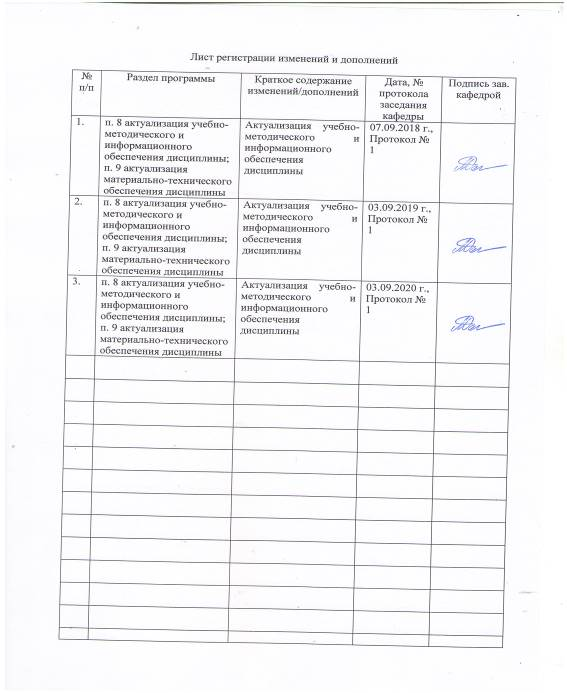 Лист регистрации изменений и дополнений
№
п/п
Раздел программы
Краткое содержание
изменений/дополнений
Дата, №
протокола
заседания
кафедры
Подпись зав.
кафедрой
1.
п. 8 актуализация учебно-
методического и
информационного
обеспечения дисциплины;
п. 9 актуализация
материально-технического
обеспечения дисциплины
Актуализация учебно-
методического и
информационного
обеспечения
дисциплины
07.09.2018 г.,
Протокол №
1
2.
п. 8 актуализация учебно-
методического и
информационного
обеспечения дисциплины;
п. 9 актуализация
материально-технического
обеспечения дисциплины
Актуализация учебно-
методического и
информационного
обеспечения
дисциплины
03.09.2019 г.,
Протокол №
1
3.
п. 8 актуализация учебно-
методического и
информационного
обеспечения дисциплины;
п. 9 актуализация
материально-технического
обеспечения дисциплины
Актуализация учебно-
методического и
информационного
обеспечения
дисциплины
03.09.2020 г.,
Протокол №
1